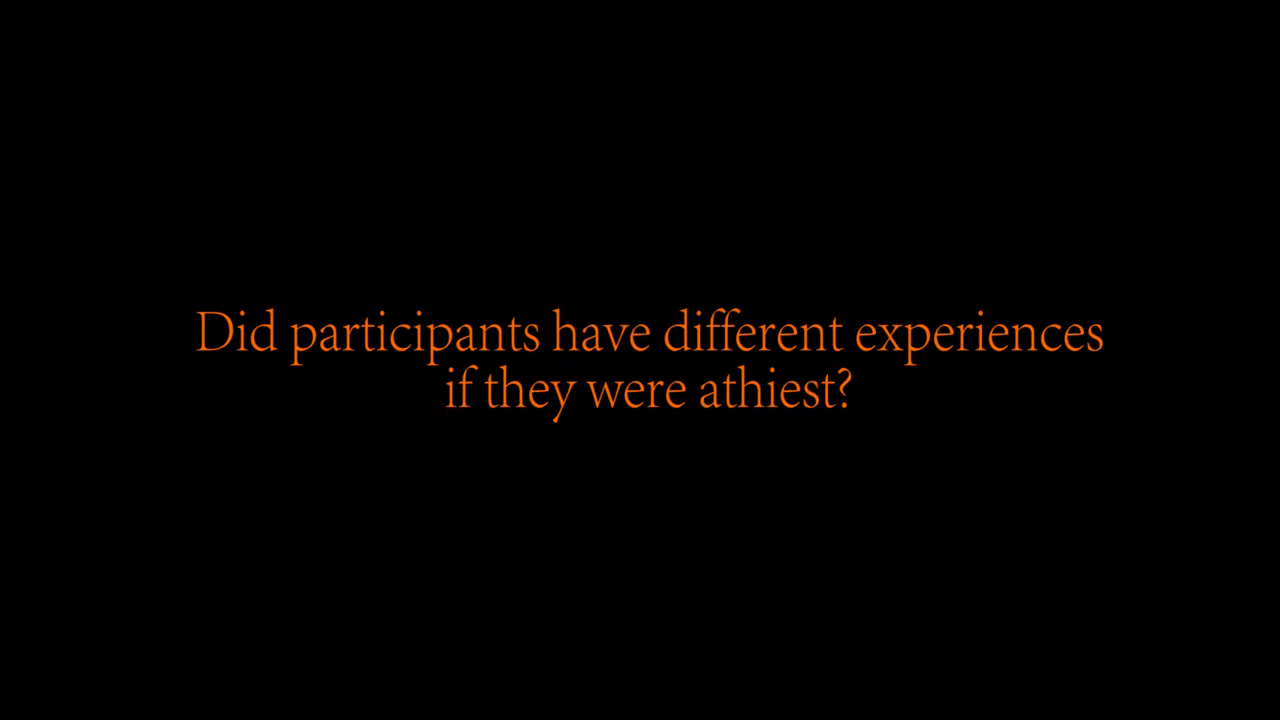 Did participants have different experiences
if they were athiest?